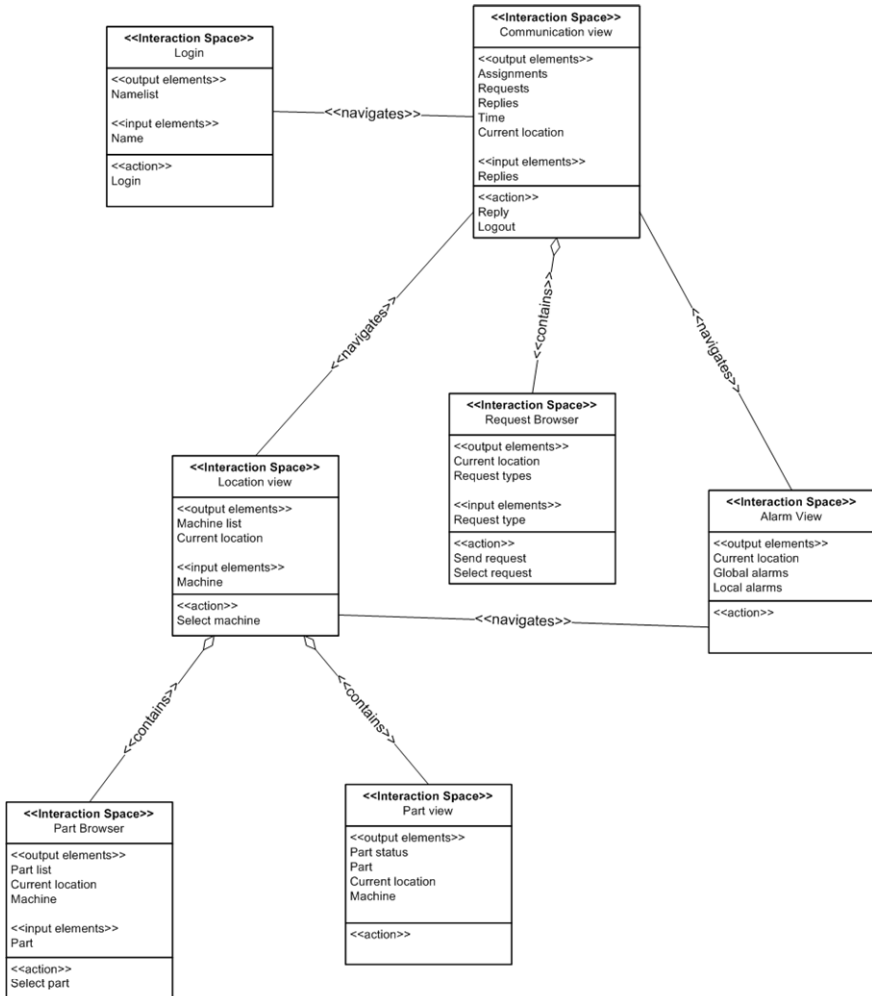 <<Interaction Space>>
Login
<<output elements>>
Namelist
<<input elements>>
Name
<<action>>
Login
<<navigates>>
<<Interaction Space>>
Communication view
<<output elements>>
Assignments
Requests
Replies
Time
Current location
<<input elements>>
Replies
<<action>>
Reply
Logout
<<navigates>>
<<contains>>
<<navigates>>
<<Interaction Space>>
Request Browser
<<output elements>>
Current location
Request types
<<input elements>>
Request type
<<action>>
Send request
Select request
<<Interaction Space>>
Location view
<<output elements>>
Machine list
Current location
<<input elements>>
Machine
<<action>>
Select machine
<<navigates>>
<<Interaction Space>>
Alarm View
<<output elements>>
Current location
Global alarms
Local alarms
<<action>>
<<contains>>
<<contains>>
<<Interaction Space>>
Part Browser
<<output elements>>
Part list
Current location
Machine
<<input elements>>
Part
<<action>>
Select part
<<Interaction Space>>
Part view
<<output elements>>
Part status
Part
Current location
Machine
<<action>>